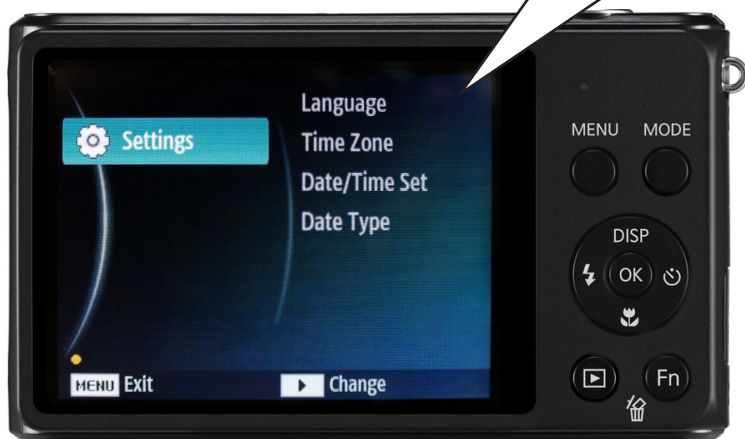 Language
Settings
Time Zone
Date/Time Set
Date Type
MENU Exit
Change
MENU MODE
DISP
OK
Fn